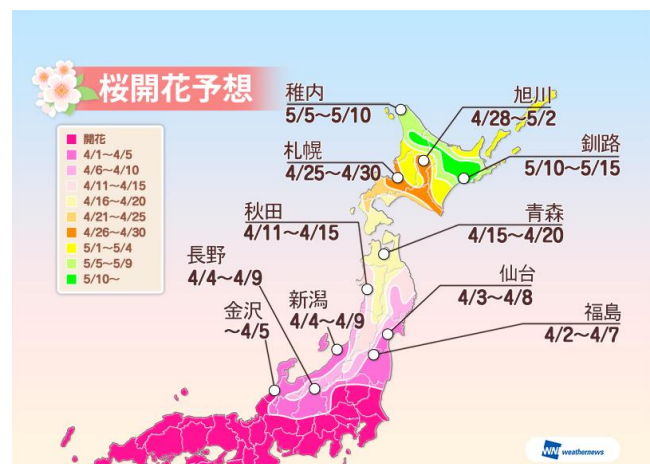 桜開花予想
開花
4/1〜4/5
4/6〜4/10
4/11〜4/15
4/16〜4/20
4/21〜4/25
4/26〜4/30
5/1〜5/4
5/5〜5/9
5/10〜
稚内
5/5〜5/10
旭川
4/28〜5/2
札幌
4/25〜4/30
釧路
5/10〜5/15
秋田
4/11〜4/15
青森
4/15〜4/20
長野
4/4〜4/9
仙台
4/3〜4/8
金沢
〜4/5
新潟
4/4〜4/9
福島
4/2〜4/7
WNI weathernews